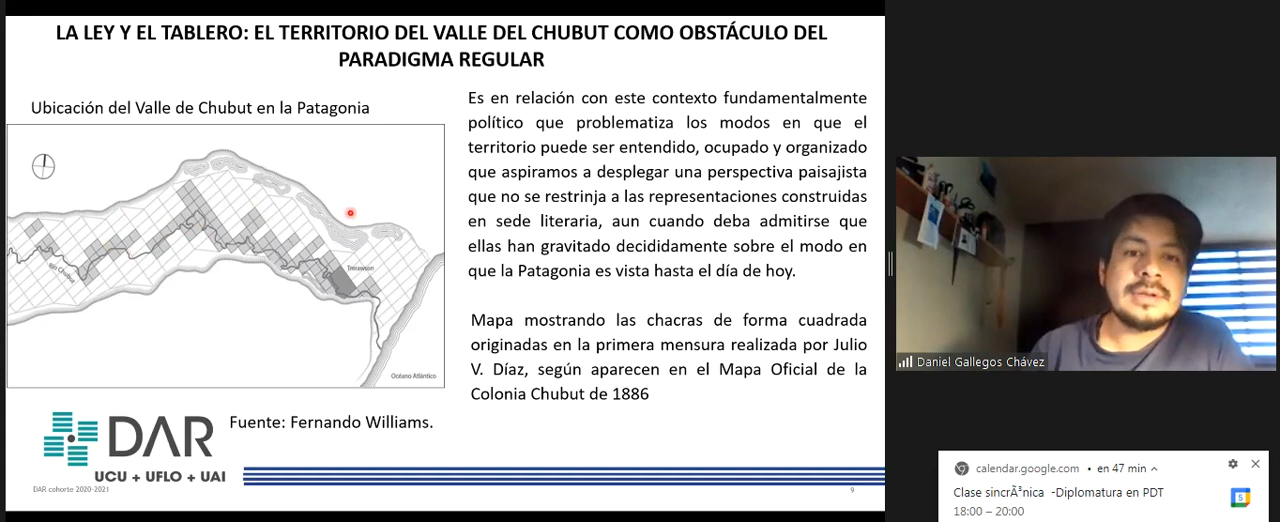 LA LEY Y EL TABLERO: EL TERRITORIO DEL VALLE DEL CHUBUT COMO OBSTÁCULO DEL
PARADIGMA REGULAR
Ubicación del Valle de Chubut en la Patagonia
Río Chubut
Trerawson
Océano Atlántico
Es en relación con este contexto fundamentalmente
político que problematiza los modos en que el
territorio puede ser entendido, ocupado y organizado
que aspiramos a desplegar una perspectiva paisajista
que no se restrinja a las representaciones construidas
en sede literaria, aun cuando deba admitirse que
ellas han gravitado decididamente sobre el modo en
que la Patagonia es vista hasta el día de hoy.
Mapa mostrando las chacras de forma cuadrada
originadas en la primera mensura realizada por Julio
V. Díaz, según aparecen en el Mapa Oficial de la
Colonia Chubut de 1886
Fuente: Fernando Williams.
DAR
UCU + UFLO + UAI
DAR cohorte 2020-2021
9
Daniel Gallegos Chávez
calendar.google.com • en 47 min
Clase sincrÃ³nica -Diplomatura en PDT
18:00 – 20:00
5